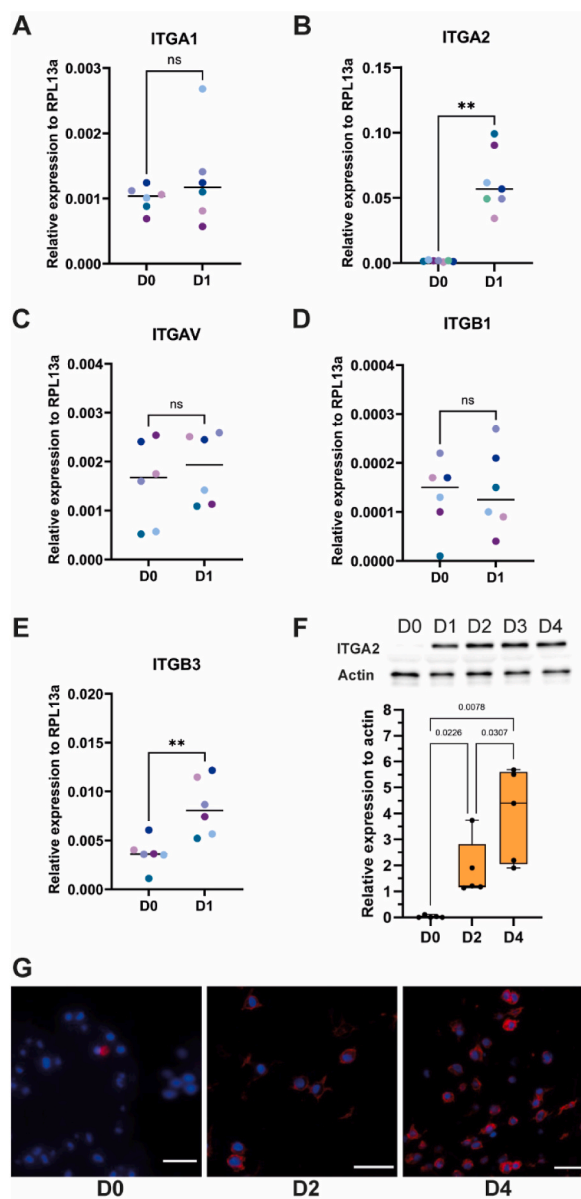 A
ITGA1
Relative expression to RPL13a
0.003
0.002
0.001
0.000
ns
D0 D1
B
ITGA2
Relative expression to RPL13a
0.15
0.10
0.05
0.00
**
D0 D1
C
ITGAV
Relative expression to RPL13a
0.004
0.003
0.002
0.001
0.000
ns
D0 D1
D
ITGB1
Relative expression to RPL13a
0.0004
0.0003
0.0002
0.0001
0.0000
ns
D0 D1
E
ITGB3
Relative expression to RPL13a
0.020
0.015
0.010
0.005
0.000
**
D0 D1
F
D0 D1 D2 D3 D4
ITGA2
Actin
Relative expression to actin
8
7
6
5
4
3
2
1
0
0.0078
0.0226 0.0307
D0 D2 D4
G
D0 D2 D4